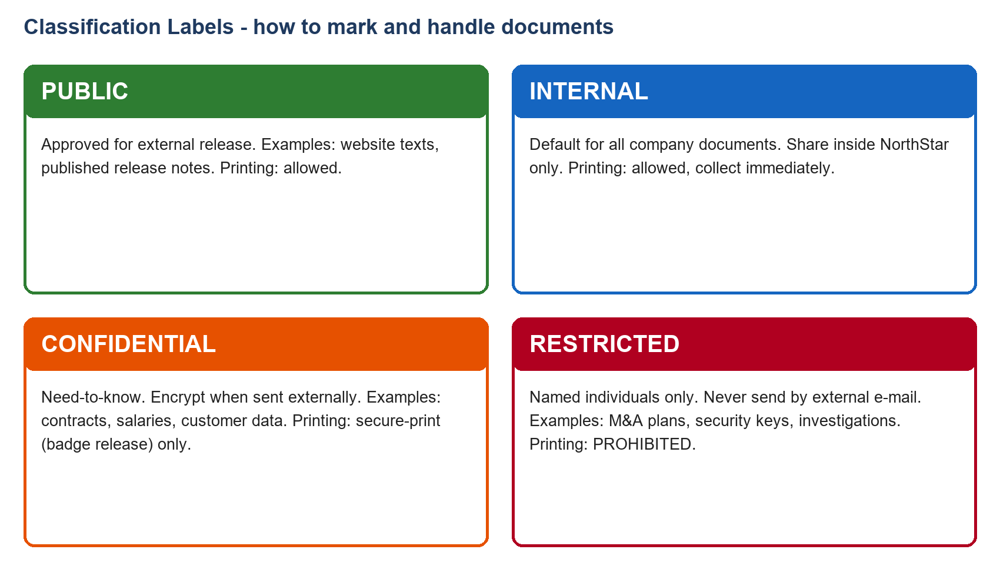 Classification Labels - how to mark and handle documents
PUBLIC
Approved for external release. Examples: website texts,
published release notes. Printing: allowed.
INTERNAL
Default for all company documents. Share inside NorthStar
only. Printing: allowed, collect immediately.
CONFIDENTIAL
Need-to-know. Encrypt when sent externally. Examples:
contracts, salaries, customer data. Printing: secure-print
(badge release) only.
RESTRICTED
Named individuals only. Never send by external e-mail.
Examples: M&A plans, security keys, investigations.
Printing: PROHIBITED.